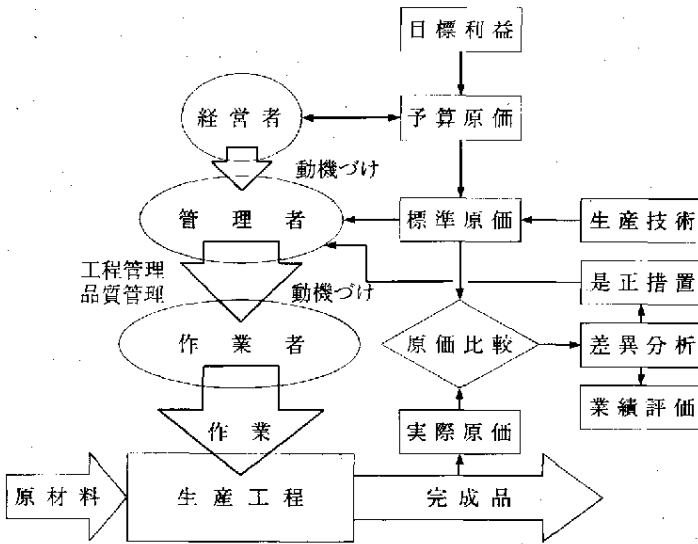 目標利益
経営者
予算原価
動機づけ
管理者
標準原価
生産技術
工程管理
品質管理
動機づけ
是正措置
作業者
原価比較
差異分析
業績評価
作業
実際原価
原材料
生産工程
完成品